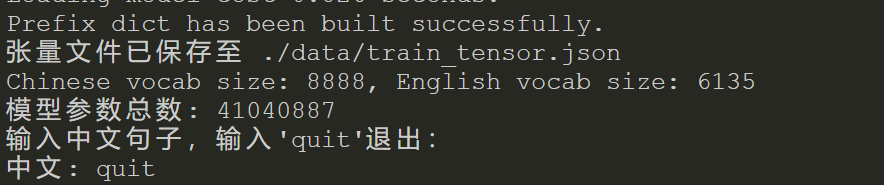 Prefix dict has been built successfully.
张量文件已保存至 ./data/train_tensor.json
Chinese vocab size: 8888, English vocab size: 6135
模型参数总数: 41040887
输入中文句子, 输入'quit'退出:
中文: quit